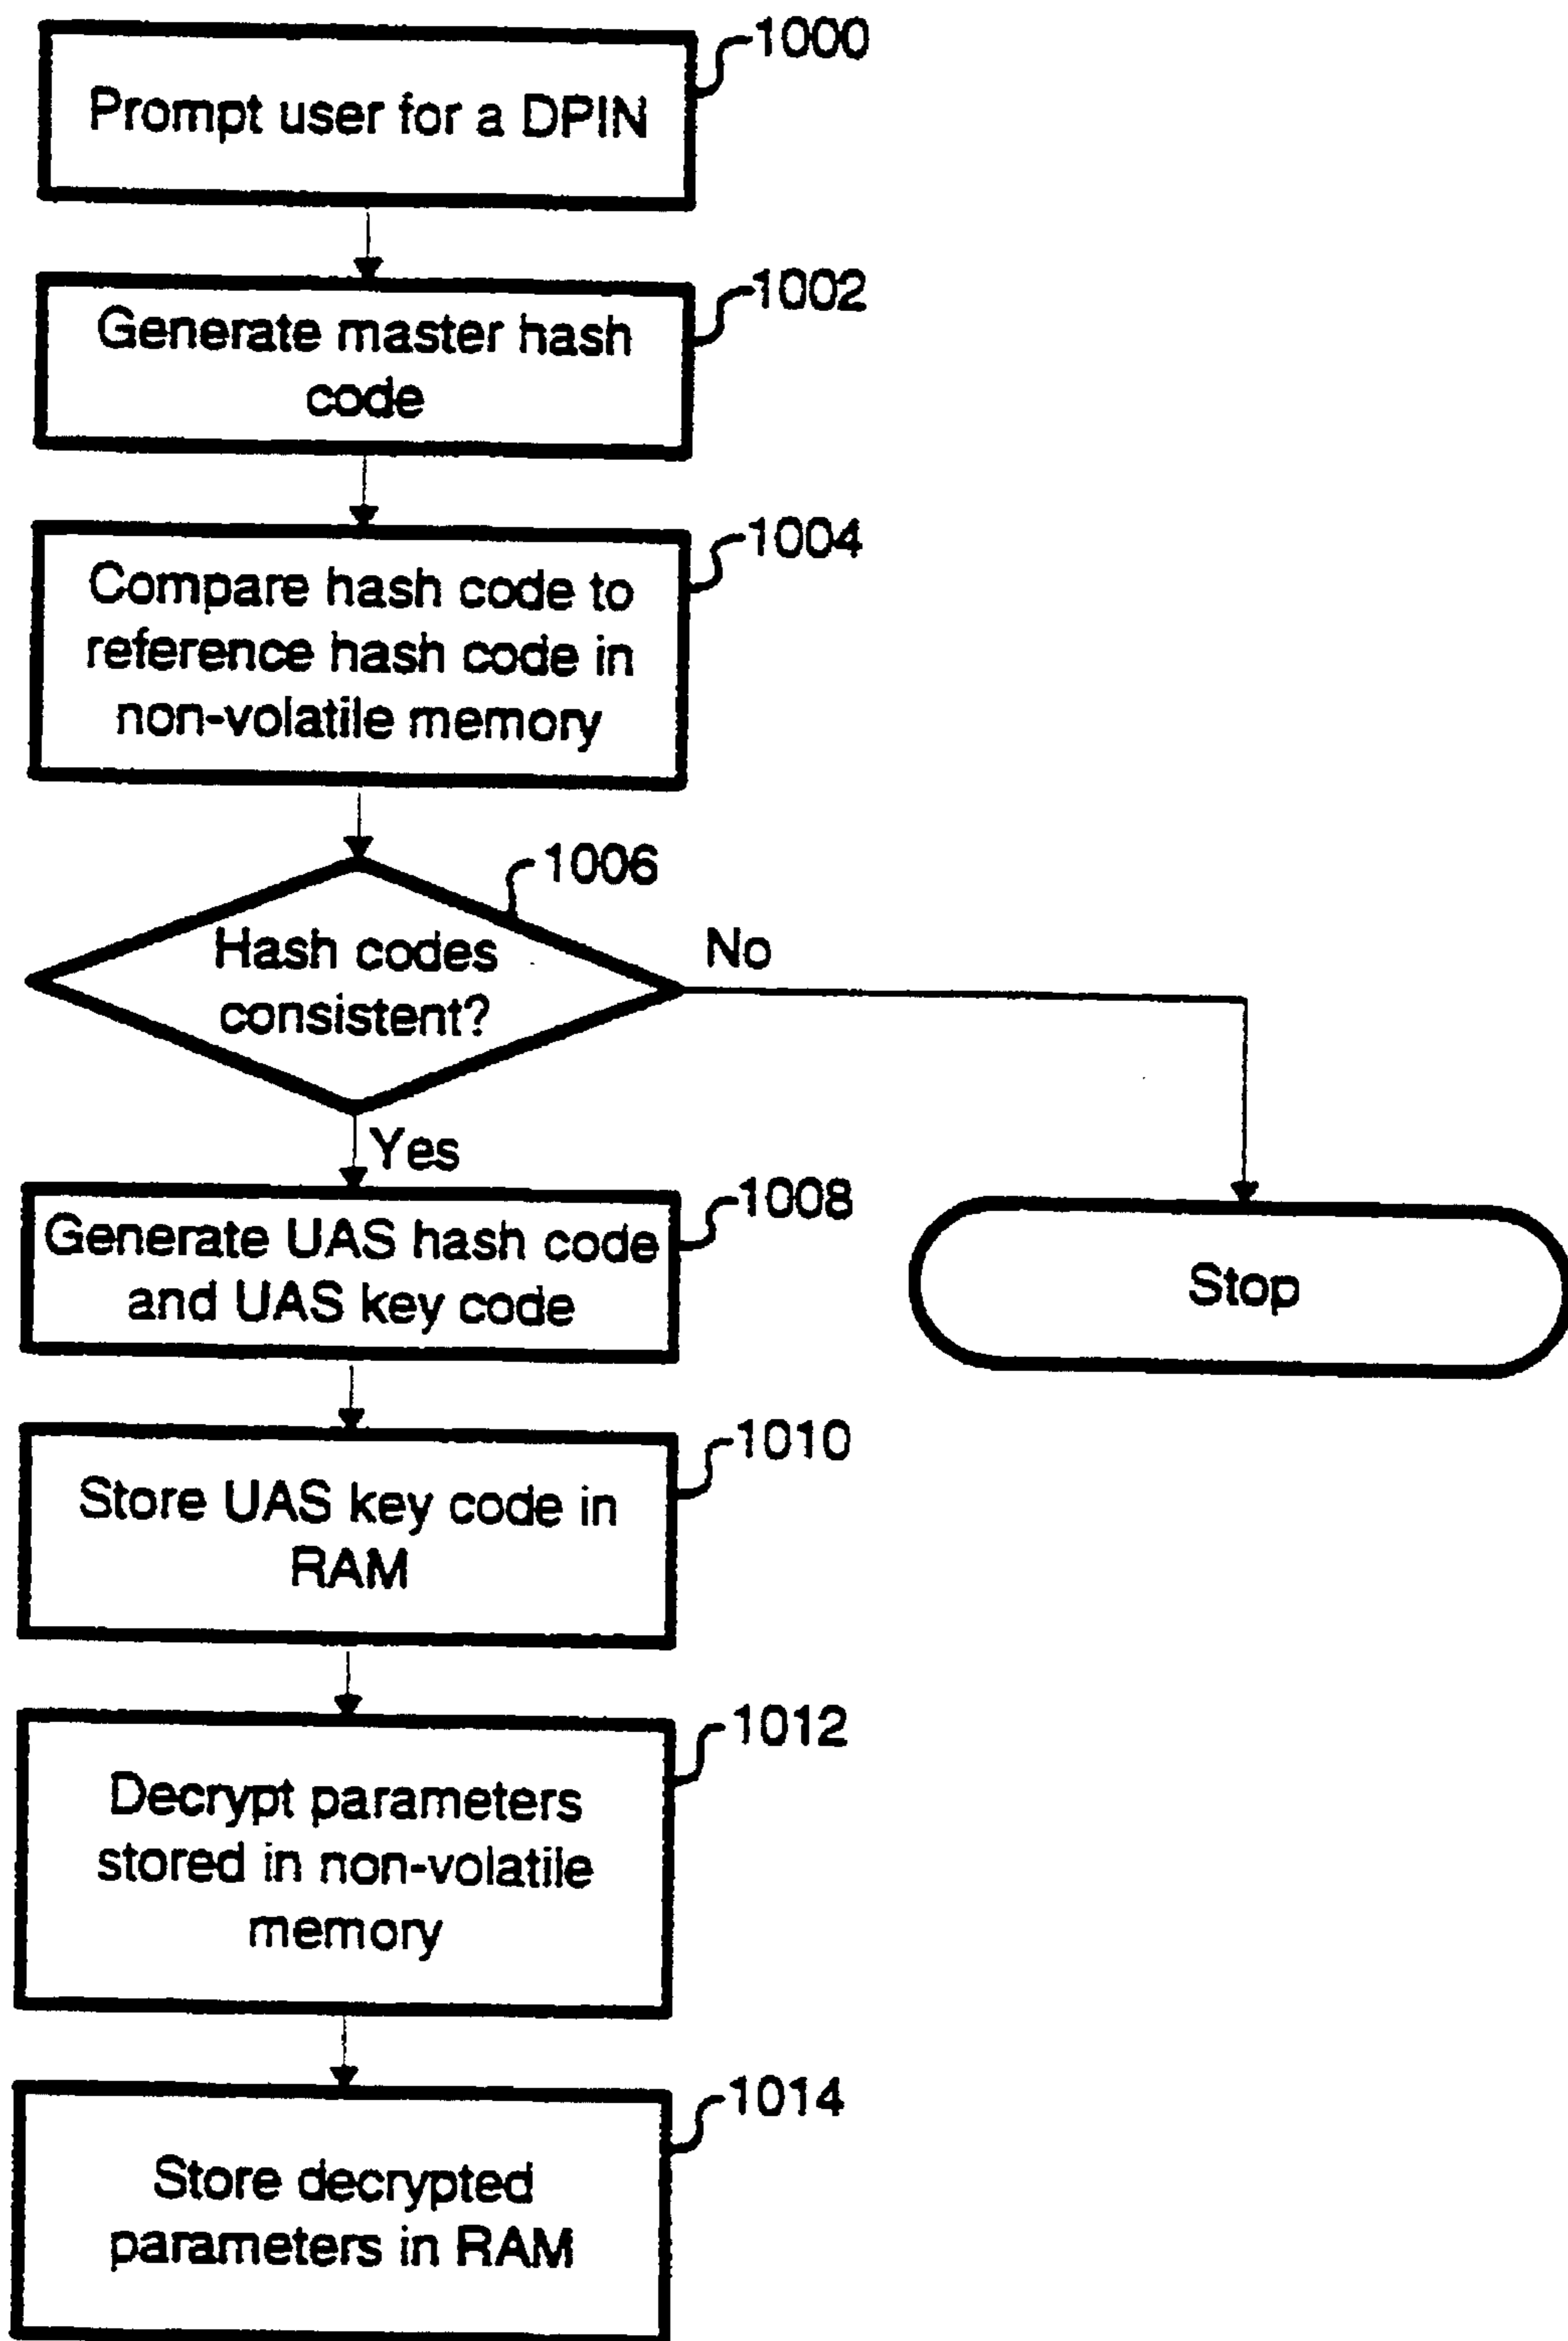 1000
Prompt user for a DPIN
1002
Generate master hash
code
1004
Compare hash code to
reference hash code in
non-volatile memory
1006
Hash codes
consistent?
No
Yes
1008
Generate UAS hash code
and UAS key code
Stop
1010
Store UAS key code in
RAM
1012
Decrypt parameters
stored in non-volatile
memory
1014
Store decrypted
parameters in RAM